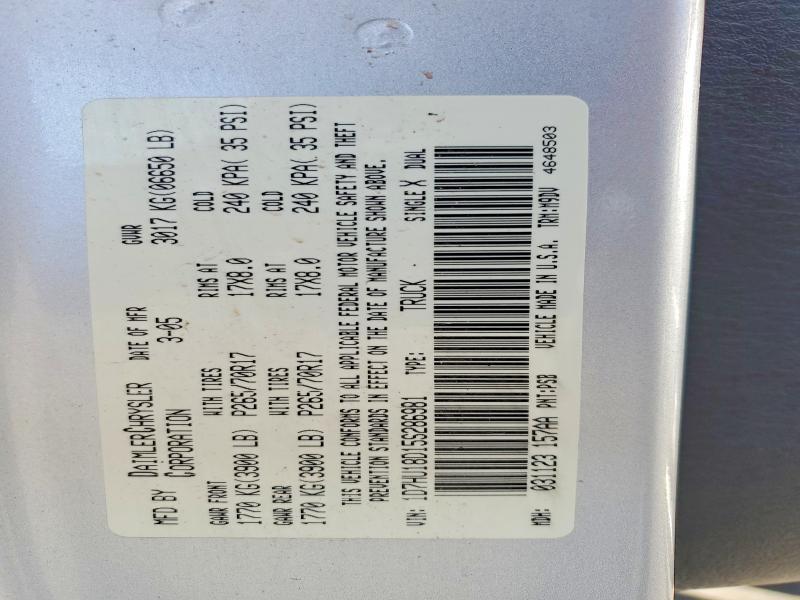 MFD BY DAIMLERCHRYSLER CORPORATION DATE OF MFR 3-05 GVWR 3017 KG(06650 LB)
GAWR FRONT WITH TIRES RIMS AT COLD
1770 KG(3900 LB) P265/70R17 17X8.0 240 KPA( 35 PSI)
GAWR REAR WITH TIRES RIMS AT COLD
1770 KG(3900 LB) P265/70R17 17X8.0 240 KPA( 35 PSI)
THIS VEHICLE CONFORMS TO ALL APPLICABLE FEDERAL MOTOR VEHICLE SAFETY AND THEFT
PREVENTION STANDARDS IN EFFECT ON THE DATE OF MANUFACTURE SHOWN ABOVE.
VIN: 1D7HU18D15S286981 TYPE: TRUCK SINGLE X DUAL
MDH: 031123 157AA PNT:PSB VEHICLE MADE IN U.S.A. TRM:M9DV 4648503